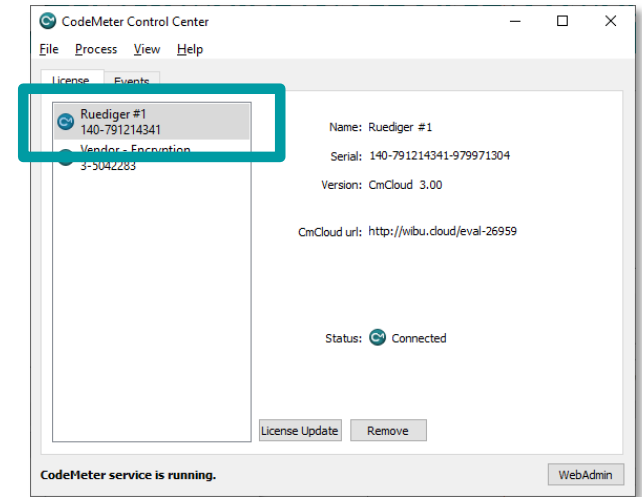 CodeMeter Control Center
File Process View Help
License Events
Ruediger #1
140-791214341
Vendor - Encryption
3-5042283
Name: Ruediger #1
Serial: 140-791214341-979971304
Version: CmCloud 3.00
CmCloud url: http://wibu.cloud/eval-26959
Status: Connected
License Update Remove
CodeMeter service is running. WebAdmin